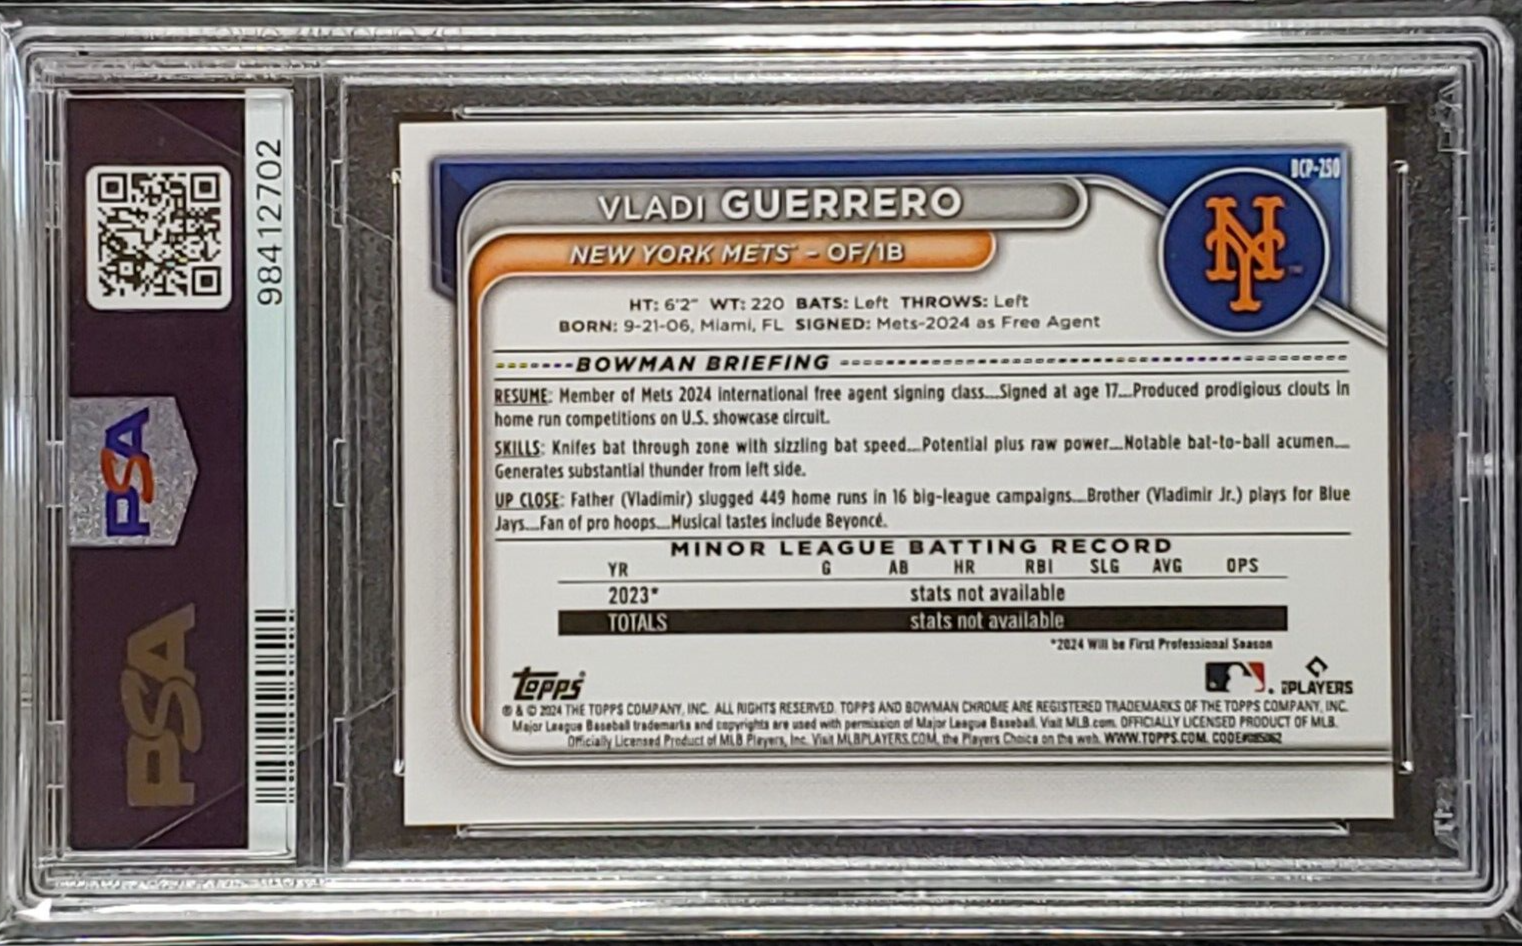 98412702
PSA
PSA
BCP-250
VLADI GUERRERO
NEW YORK METS™ – OF/1B
NY
HT: 6'2" WT: 220 BATS: Left THROWS: Left
BORN: 9-21-06, Miami, FL SIGNED: Mets-2024 as Free Agent
BOWMAN BRIEFING
RESUME: Member of Mets 2024 international free agent signing class....Signed at age 17....Produced prodigious clouts in
home run competitions on U.S. showcase circuit.
SKILLS: Knifes bat through zone with sizzling bat speed....Potential plus raw power....Notable bat-to-ball acumen....
Generates substantial thunder from left side.
UP CLOSE: Father (Vladimir) slugged 449 home runs in 16 big-league campaigns....Brother (Vladimir Jr.) plays for Blue
Jays....Fan of pro hoops....Musical tastes include Beyoncé.
MINOR LEAGUE BATTING RECORD
YR G AB HR RBI SLG AVG OPS
2023* stats not available
TOTALS stats not available
*2024 Will be First Professional Season
Topps®
PLAYERS
® & © 2024 THE TOPPS COMPANY, INC. ALL RIGHTS RESERVED. TOPPS AND BOWMAN CHROME ARE REGISTERED TRADEMARKS OF THE TOPPS COMPANY, INC.
Major League Baseball trademarks and copyrights are used with permission of Major League Baseball. Visit MLB.com. OFFICIALLY LICENSED PRODUCT OF MLB.
Officially Licensed Product of MLB Players, Inc. Visit MLBPLAYERS.COM, the Players Choice on the web. WWW.TOPPS.COM. CODE#085062